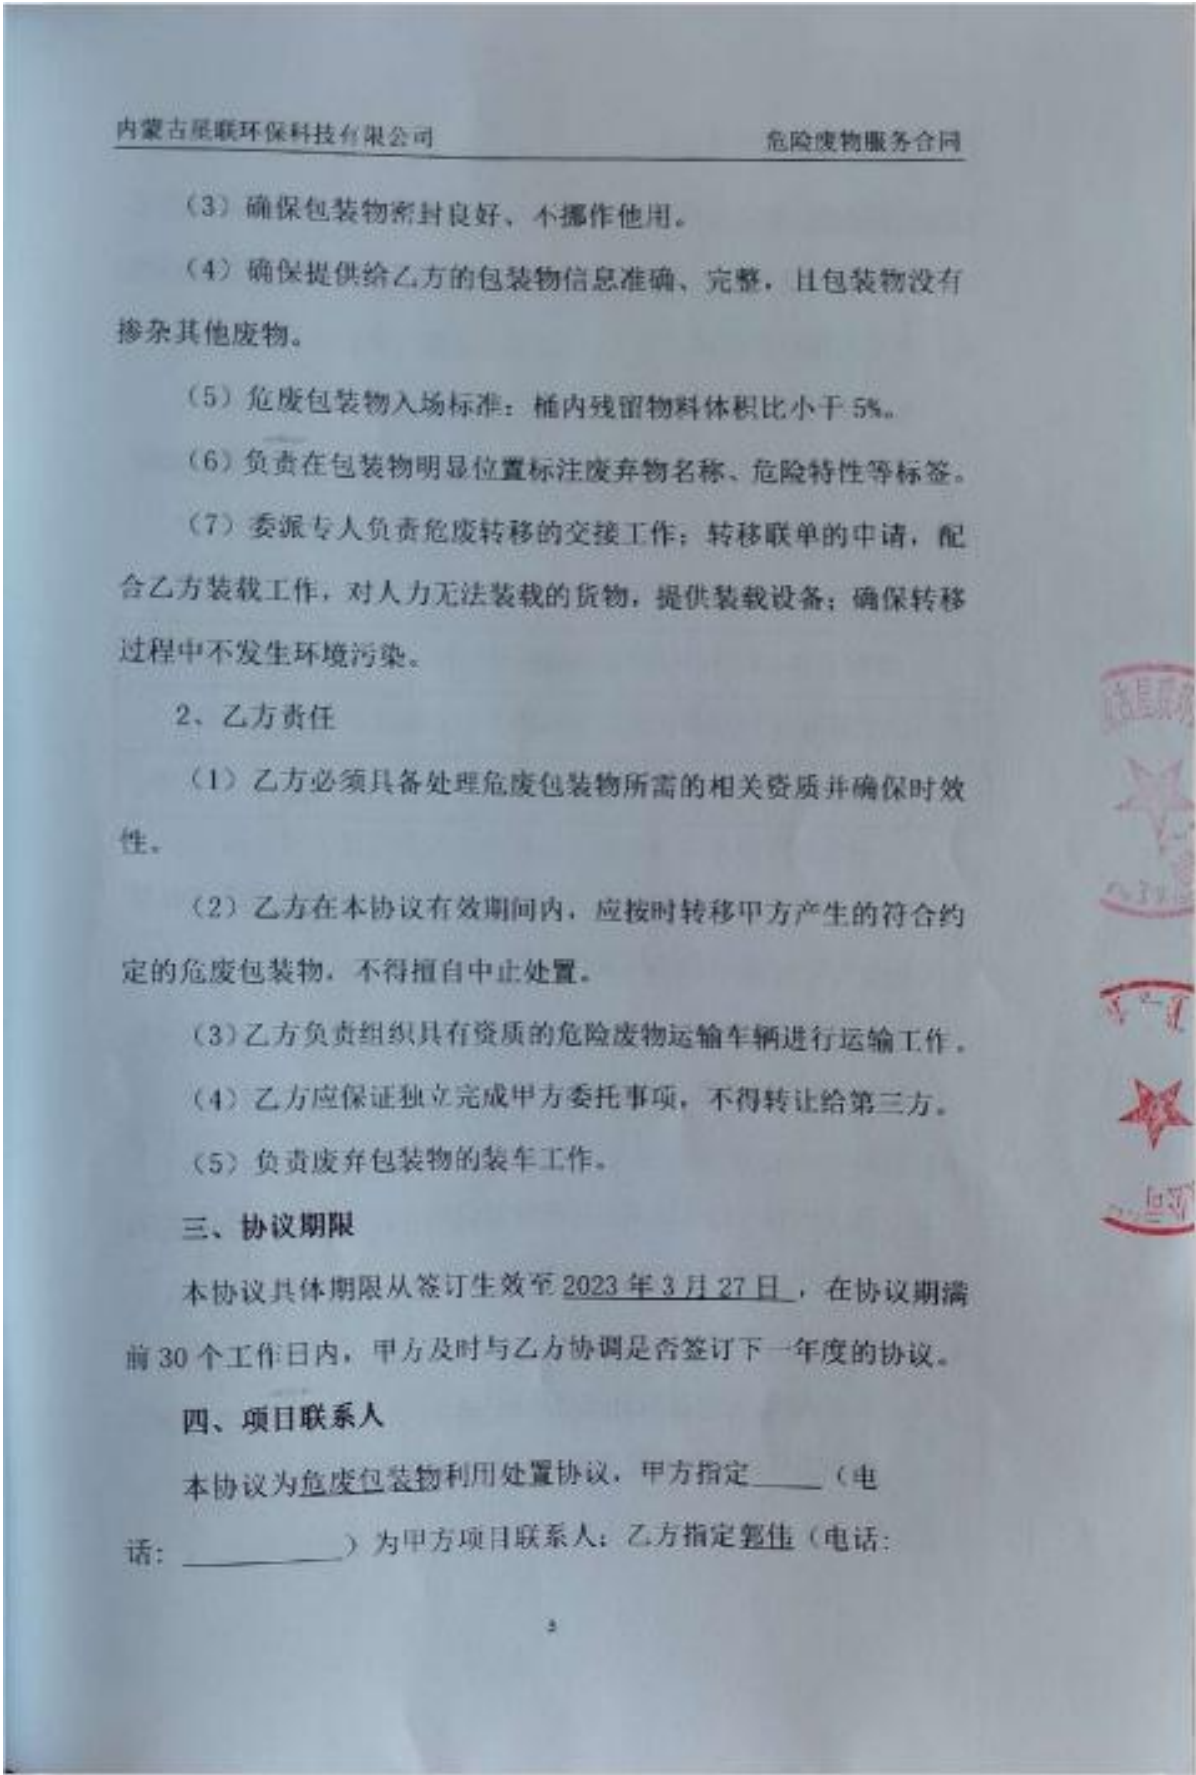 内蒙古星联环保科技有限公司 危险废物服务合同
（3）确保包装物密封良好、不挪作他用。
（4）确保提供给乙方的包装物信息准确、完整，且包装物没有
掺杂其他废物。
（5）危废包装物入场标准：桶内残留物料体积比小于 5%。
（6）负责在包装物明显位置标注废弃物名称、危险特性等标签。
（7）委派专人负责危废转移的交接工作；转移联单的申请，配
合乙方装载工作，对人力无法装载的货物，提供装载设备；确保转移
过程中不发生环境污染。
2、乙方责任
（1）乙方必须具备处理危废包装物所需的相关资质并确保时效
性。
（2）乙方在本协议有效期间内，应按时转移甲方产生的符合约
定的危废包装物，不得擅自中止处置。
（3）乙方负责组织具有资质的危险废物运输车辆进行运输工作。
（4）乙方应保证独立完成甲方委托事项，不得转让给第三方。
（5）负责废弃包装物的装车工作。
三、协议期限
本协议具体期限从签订生效至 2023 年 3 月 27 日 ，在协议期满
前 30 个工作日内，甲方及时与乙方协调是否签订下一年度的协议。
四、项目联系人
本协议为危废包装物利用处置协议，甲方指定____（电
话：__________）为甲方项目联系人；乙方指定郭伟（电话：
3
古星联环
公司